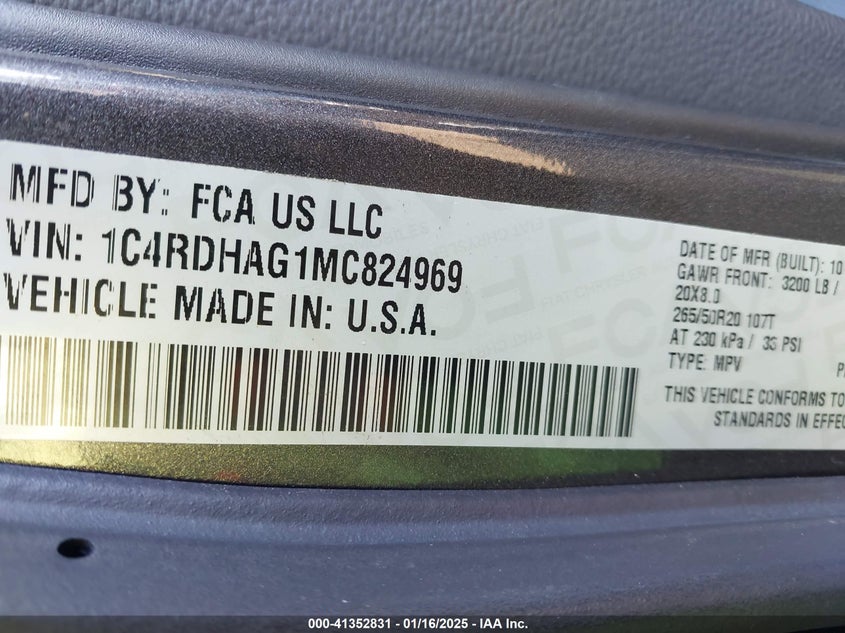 MFD BY: FCA US LLC
VIN: 1C4RDHAG1MC824969
VEHICLE MADE IN: U.S.A.
DATE OF MFR (BUILT): 10
GAWR FRONT: 3200 LB /
20X8.0
265/50R20 107T
AT 230 kPa / 33 PSI
TYPE: MPV
THIS VEHICLE CONFORMS TO
STANDARDS IN EFFEC
000-41352831 - 01/16/2025 - IAA Inc.